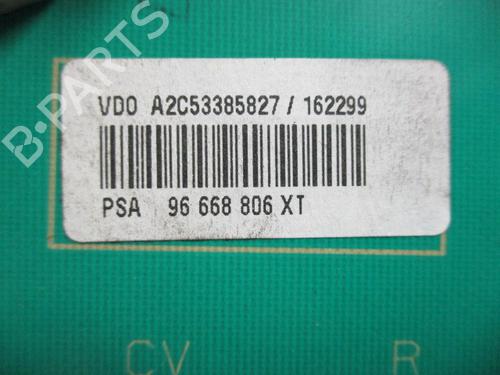 B-PARTS
VDO A2C53385827 / 162299
PSA 96 668 806 XT
CV R